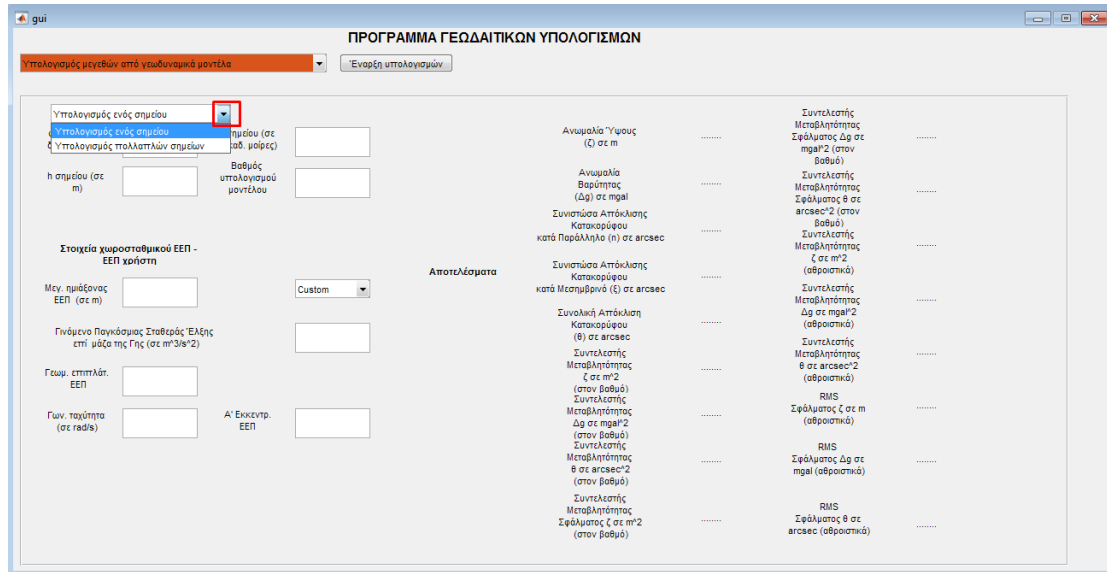 gui
ΠΡΟΓΡΑΜΜΑ ΓΕΩΔΑΙΤΙΚΩΝ ΥΠΟΛΟΓΙΣΜΩΝ
Υπολογισμός μεγεθών από γεωδυναμικά μοντέλα
Έναρξη υπολογισμών
Υπολογισμός ενός σημείου
Υπολογισμός ενός σημείου
Υπολογισμός πολλαπλών σημείων
σημείου (σε
μοίρες)
h σημείου (σε
m)
Βαθμός
υπολογισμού
μοντέλου
Στοιχεία χωροσταθμικού ΕΕΠ -
ΕΕΠ χρήστη
Μεγ. ημιάξονας
ΕΕΠ (σε m)
Custom
Γινόμενο Παγκόσμιας Σταθεράς Έλξης
επί μάζα της Γης (σε m^3/s^2)
Γεωμ. επιπλάτ.
ΕΕΠ
Γων. ταχύτητα
(σε rad/s)
Α' Εκκεντρ.
ΕΕΠ
Αποτελέσματα
Ανωμαλία Ύψους
(ζ) σε m
........
Ανωμαλία
Βαρύτητας
(Δg) σε mgal
........
Συνιστώσα Απόκλισης
Κατακορύφου
κατά Παράλληλο (n) σε arcsec
........
Συνιστώσα Απόκλισης
Κατακορύφου
κατά Μεσημβρινό (ξ) σε arcsec
........
Συνολική Απόκλιση
Κατακορύφου
(θ) σε arcsec
........
Συντελεστής
Μεταβλητότητας
ζ σε m^2
(στον βαθμό)
........
Συντελεστής
Μεταβλητότητας
Δg σε mgal^2
(στον βαθμό)
........
Συντελεστής
Μεταβλητότητας
θ σε arcsec^2
(στον βαθμό)
........
Συντελεστής
Μεταβλητότητας
Σφάλματος ζ σε m^2
(στον βαθμό)
........
Συντελεστής
Μεταβλητότητας
Σφάλματος Δg σε
mgal^2 (στον
βαθμό)
........
Συντελεστής
Μεταβλητότητας
Σφάλματος θ σε
arcsec^2 (στον
βαθμό)
........
Συντελεστής
Μεταβλητότητας
ζ σε m^2
(αθροιστικά)
........
Συντελεστής
Μεταβλητότητας
Δg σε mgal^2
(αθροιστικά)
........
Συντελεστής
Μεταβλητότητας
θ σε arcsec^2
(αθροιστικά)
........
RMS
Σφάλματος ζ σε m
(αθροιστικά)
........
RMS
Σφάλματος Δg σε
mgal (αθροιστικά)
........
RMS
Σφάλματος θ σε
arcsec (αθροιστικά)
........